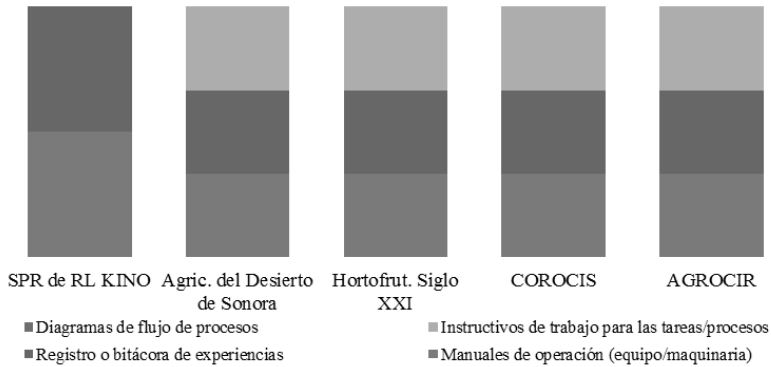 SPR de RL KINO
Agric. del Desierto
de Sonora
Hortofrut. Siglo
XXI
COROCIS
AGROCIR
Diagramas de flujo de procesos
Instructivos de trabajo para las tareas/procesos
Registro o bitácora de experiencias
Manuales de operación (equipo/maquinaria)